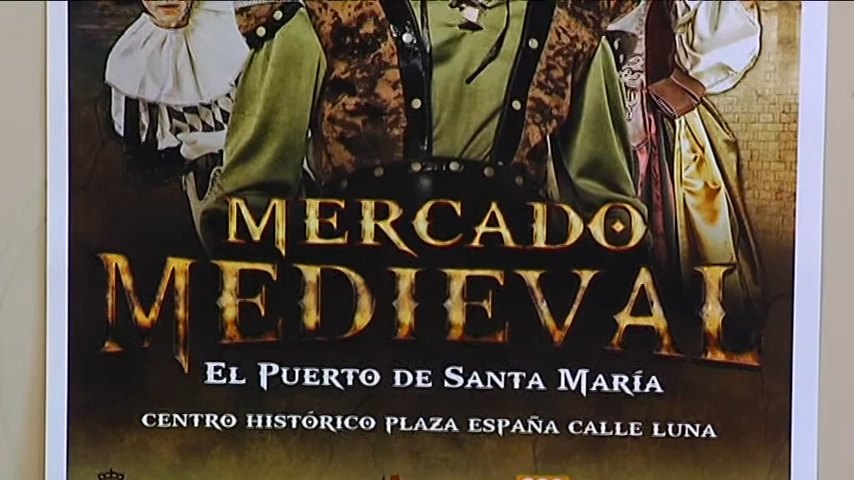 MERCADO
MEDIEVAL
EL PUERTO DE SANTA MARÍA
CENTRO HISTÓRICO PLAZA ESPAÑA CALLE LUNA